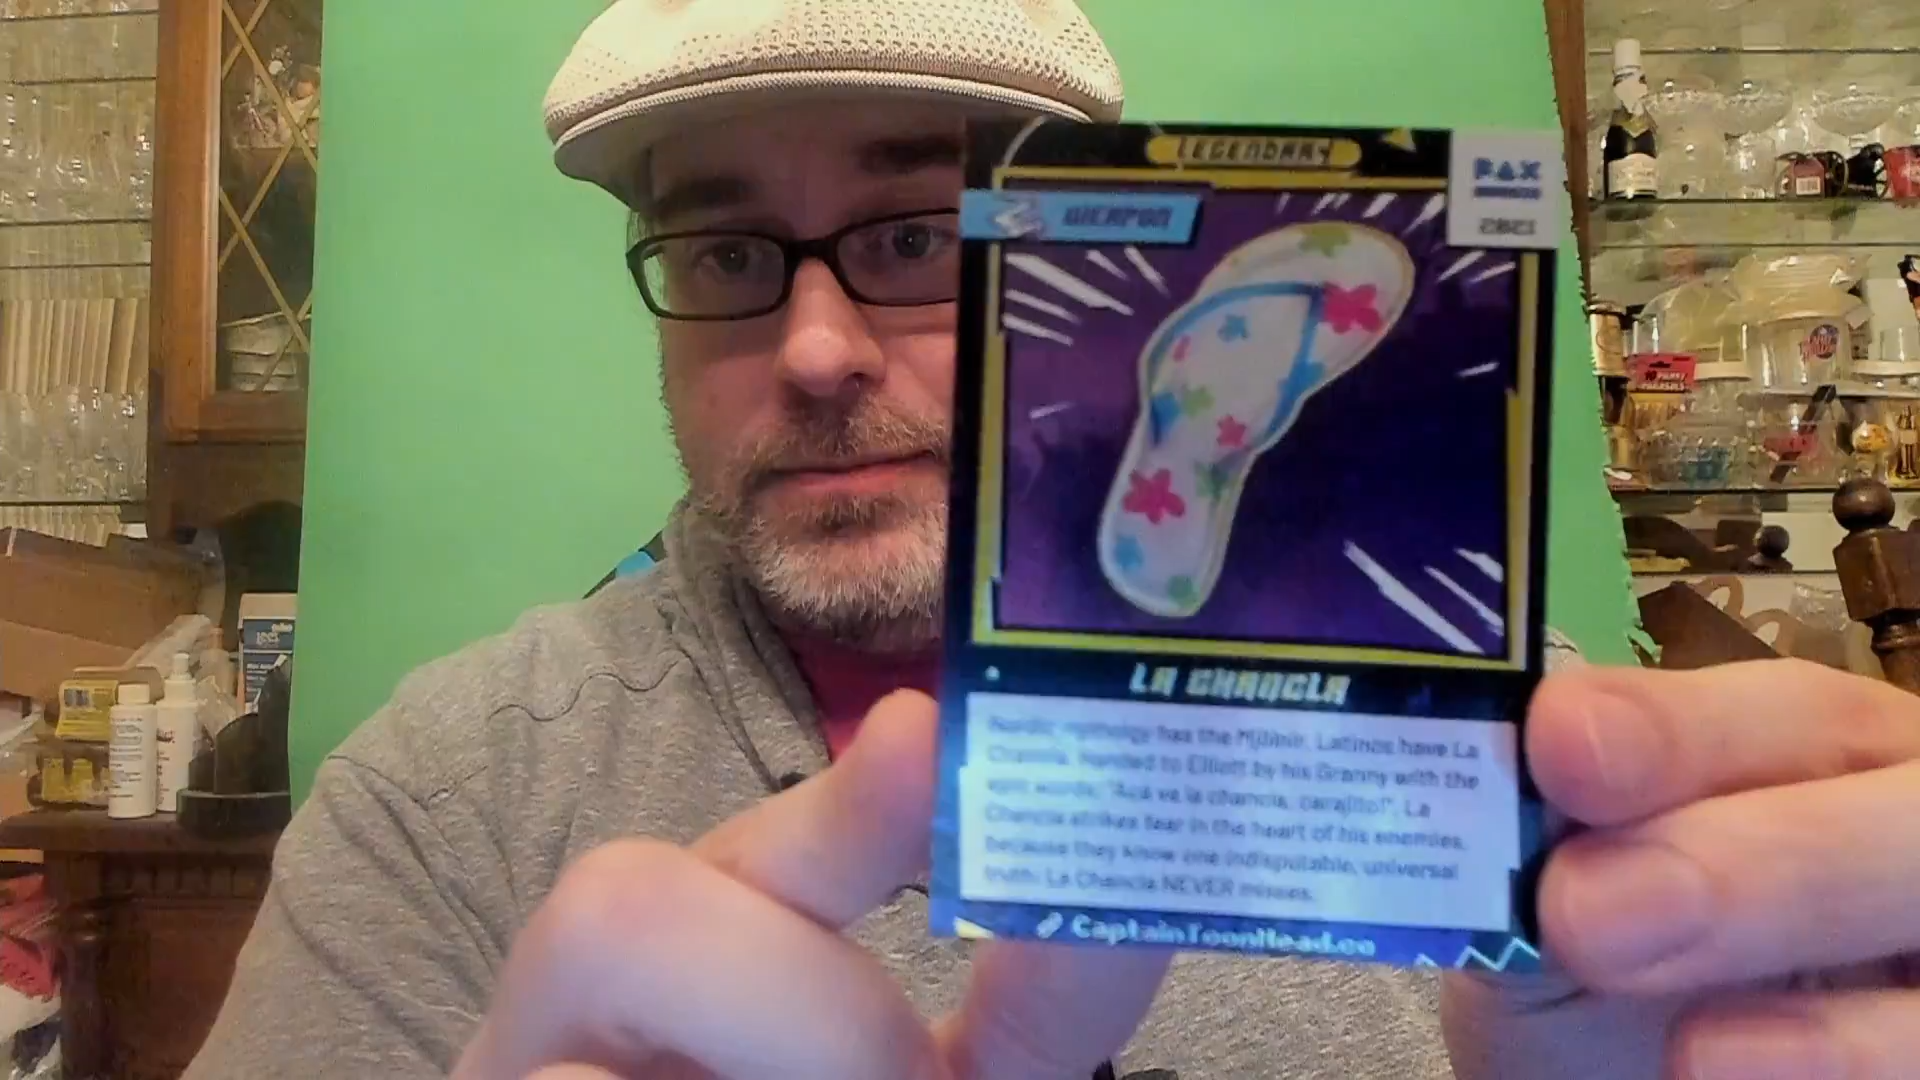 LEGENDARY
PAX
2021
WEAPON
LA CHANCLA
Nordic mythology has the Mjölnir. Latinos have La
Chancla. Handed to Elliott by his Granny with the
epic words: "Acá va la chancla, carajito!", La
Chancla strikes fear in the heart of his enemies,
because they know one indisputable, universal
truth: La Chancla NEVER misses.
CaptainToonHead.co